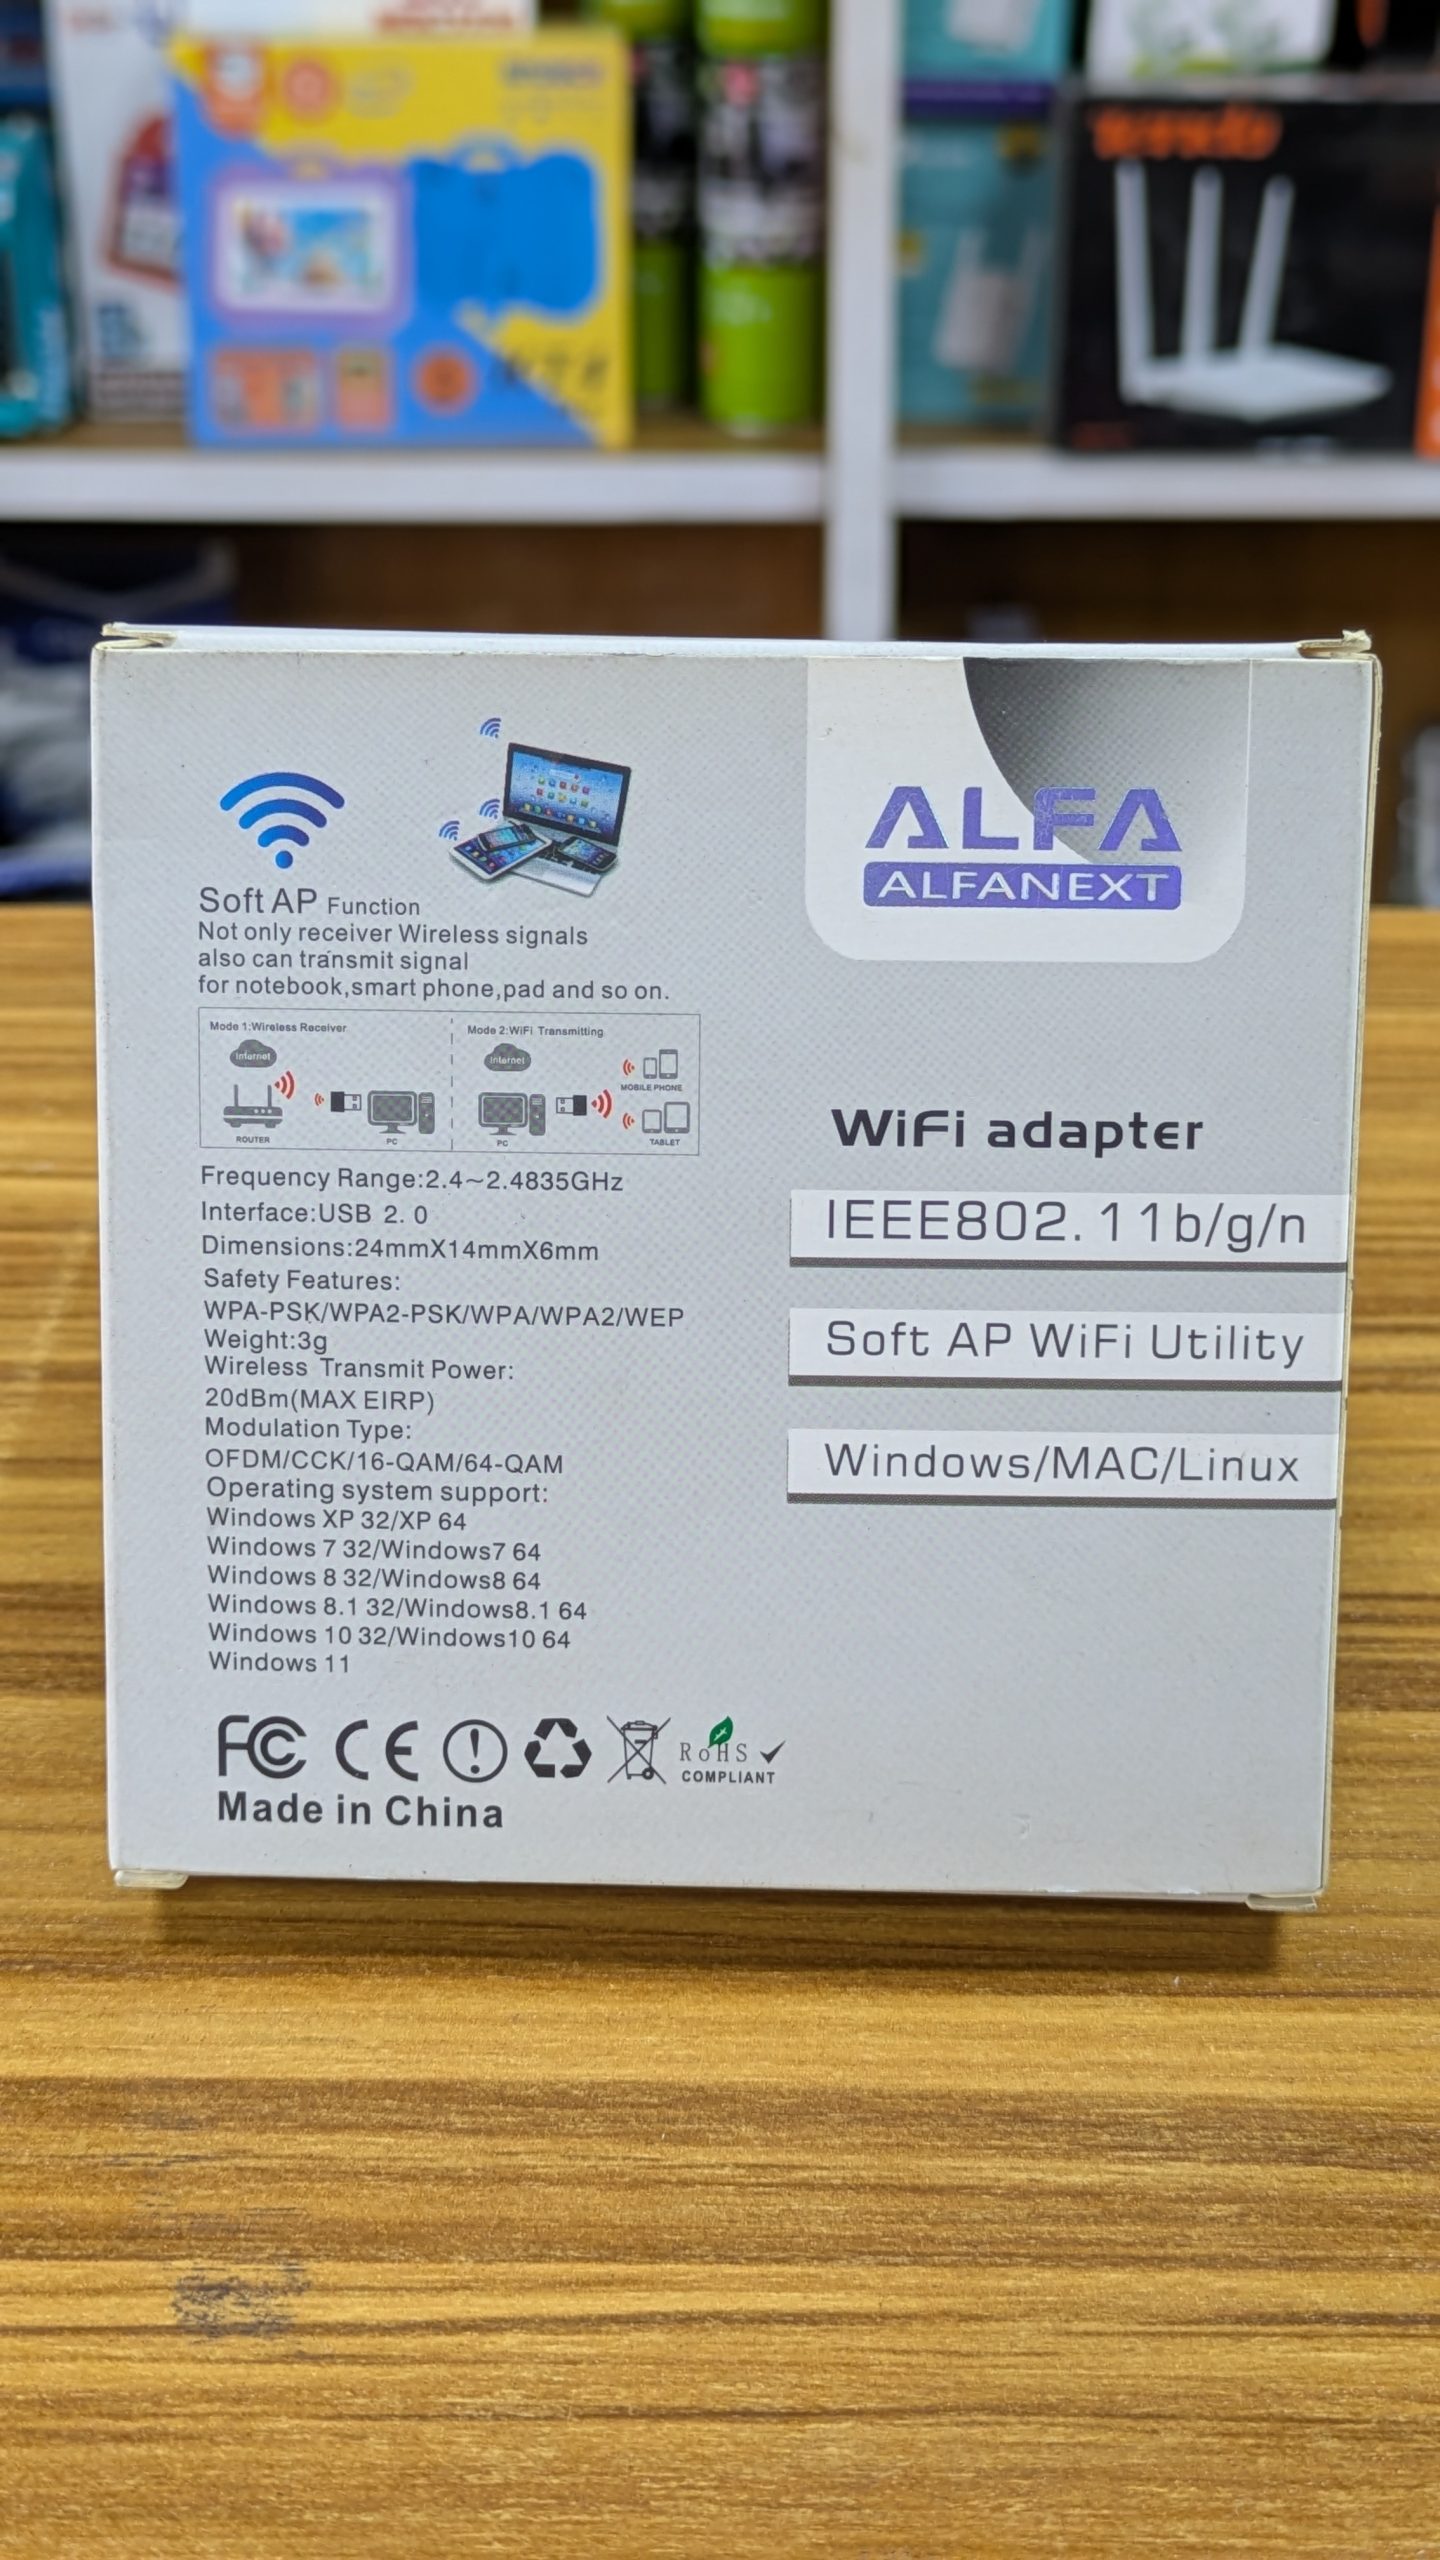 Soft AP Function
Not only receiver Wireless signals
also can transmit signal
for notebook,smart phone,pad and so on.
Mode 1:Wireless Receiver
Internet
ROUTER
PC
Mode 2:WiFi Transmitting
Internet
PC
MOBILE PHONE
TABLET
Frequency Range:2.4~2.4835GHz
Interface:USB 2. 0
Dimensions:24mmX14mmX6mm
Safety Features:
WPA-PSK/WPA2-PSK/WPA/WPA2/WEP
Weight:3g
Wireless Transmit Power:
20dBm(MAX EIRP)
Modulation Type:
OFDM/CCK/16-QAM/64-QAM
Operating system support:
Windows XP 32/XP 64
Windows 7 32/Windows7 64
Windows 8 32/Windows8 64
Windows 8.1 32/Windows8.1 64
Windows 10 32/Windows10 64
Windows 11
FC CE RoHS
COMPLIANT
Made in China
ALFA
ALFANEXT
WiFi adapter
IEEE802.11b/g/n
Soft AP WiFi Utility
Windows/MAC/Linux